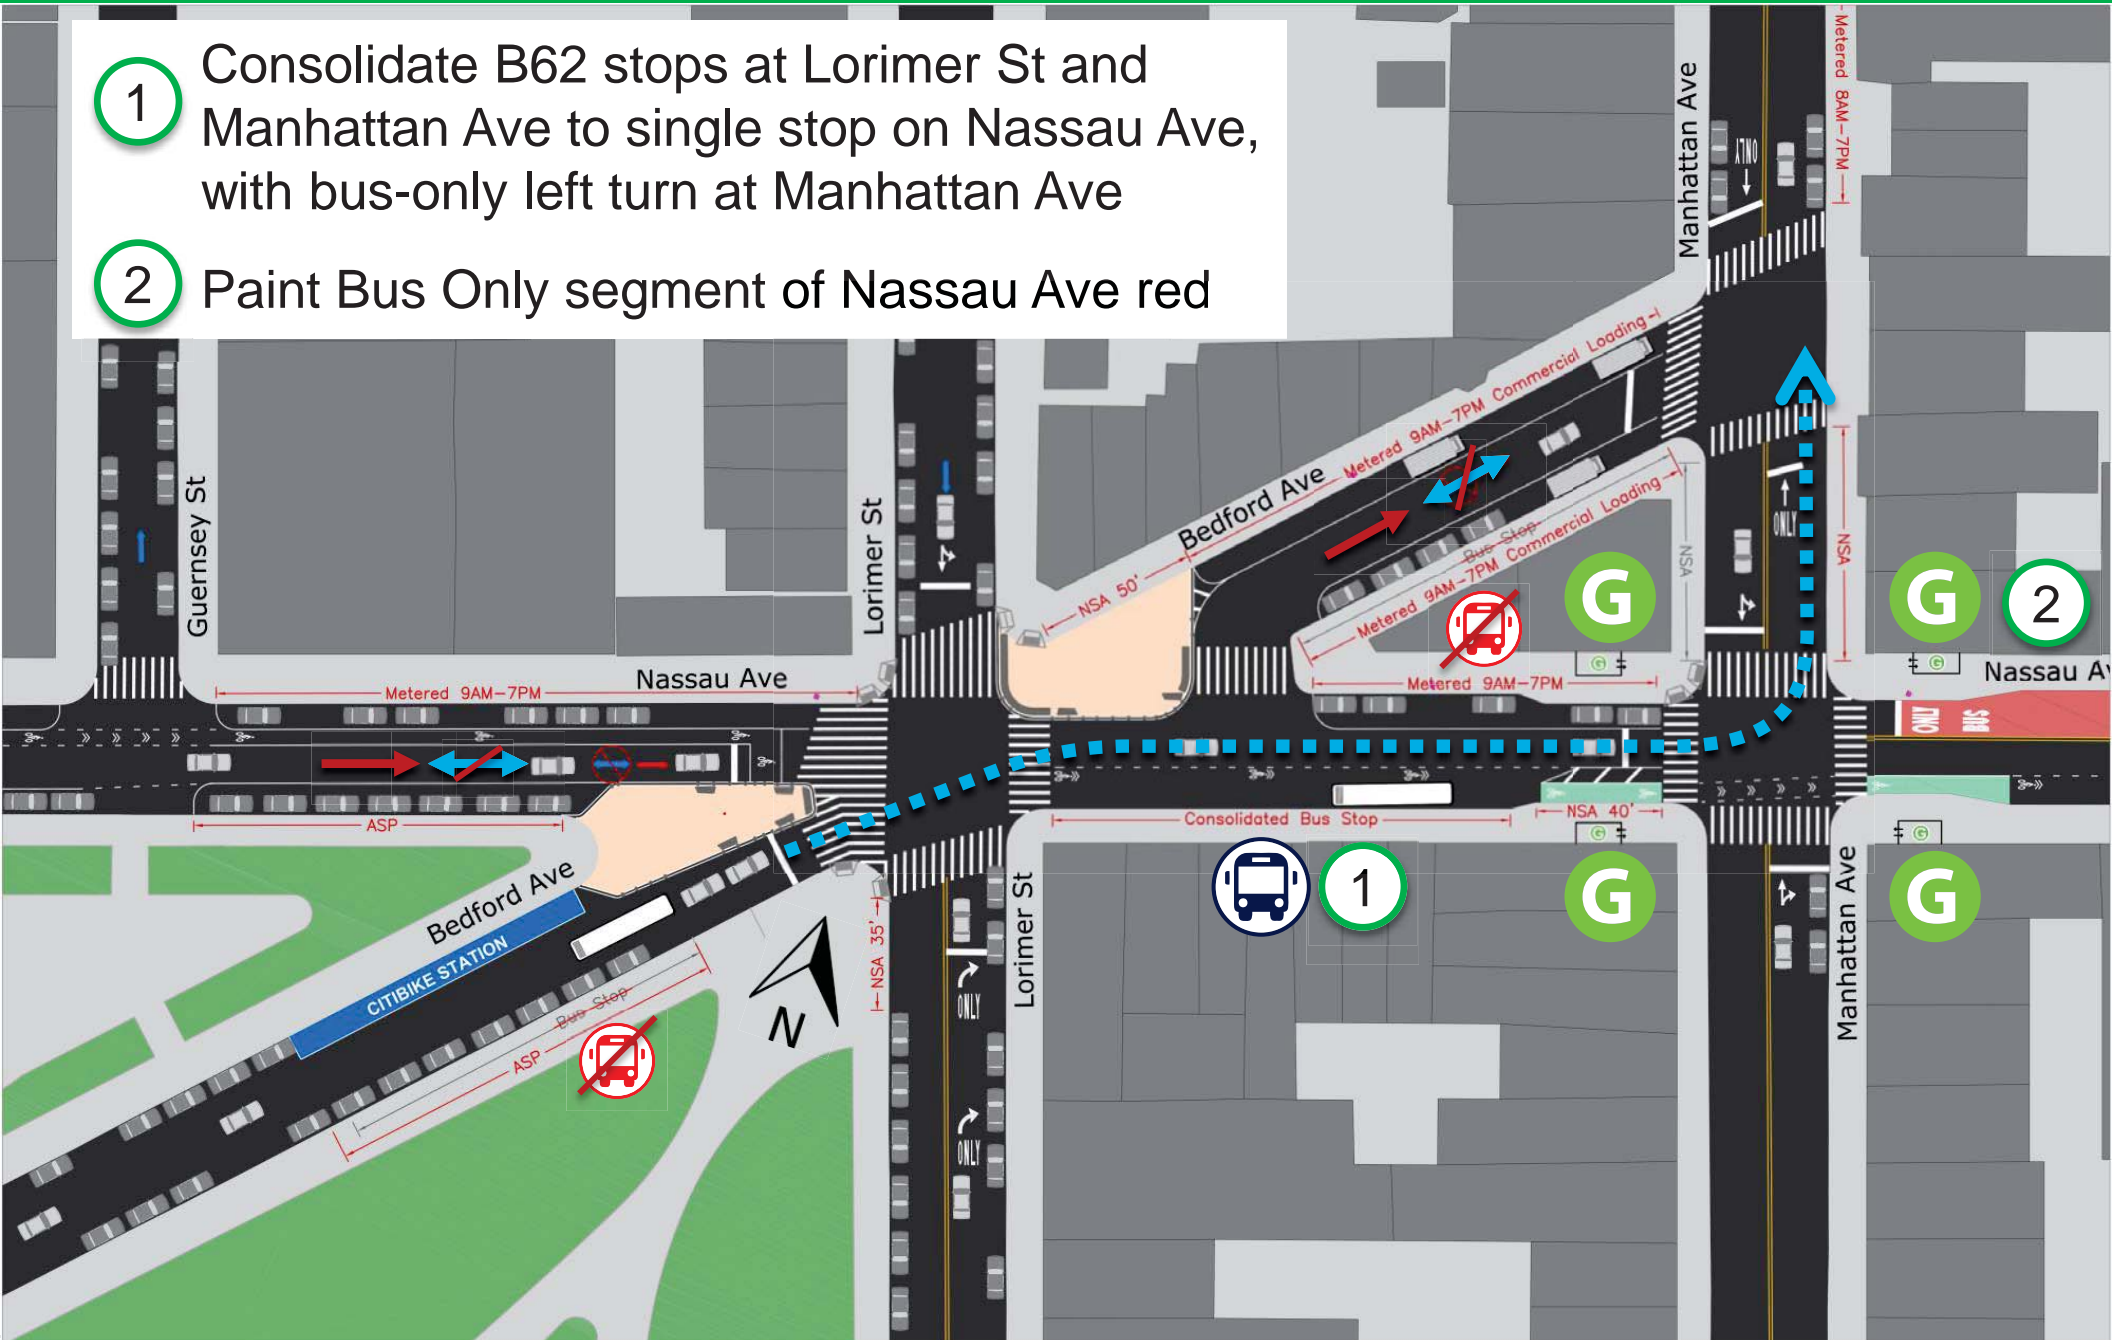 1
Consolidate B62 stops at Lorimer St and
Manhattan Ave to single stop on Nassau Ave,
with bus-only left turn at Manhattan Ave
2
Paint Bus Only segment of Nassau Ave red
Metered 8AM-7PM
Manhattan Ave
ONLY
Metered 9AM-7PM Commercial Loading
Bedford Ave
Guernsey St
Lorimer St
NSA 50'
Bus Stop
Metered 9AM-7PM Commercial Loading
NSA
ONLY
NSA
G
G
2
G
G
Nassau Ave
Metered 9AM-7PM
Metered 9AM-7PM
Nassau A
ONLY
BUS
ASP
Consolidated Bus Stop
NSA 40'
G
G
Bedford Ave
CITIBIKE STATION
1
G
G
NSA 35'
Lorimer St
Manhattan Ave
ONLY
Bus Stop
ASP
N
ONLY